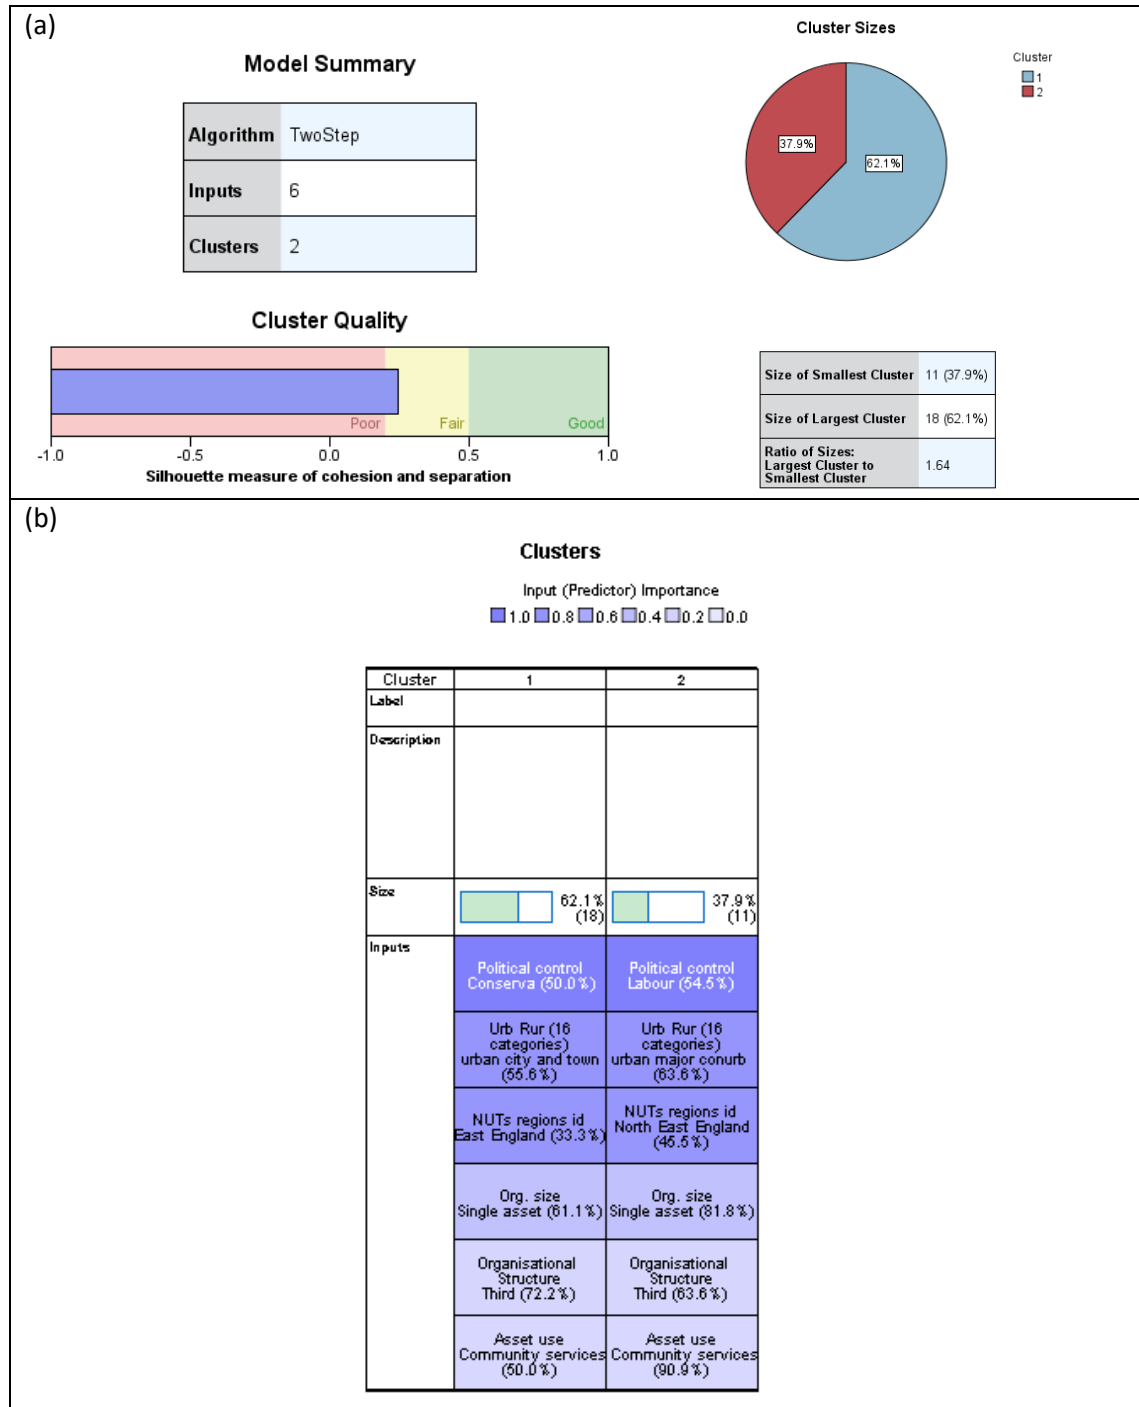 (a)
Model Summary
Algorithm TwoStep
Inputs 6
Clusters 2
Cluster Sizes
Cluster
1
2
37.9%
62.1%
Cluster Quality
Poor Fair Good
-1.0 -0.5 0.0 0.5 1.0
Silhouette measure of cohesion and separation
Size of Smallest Cluster 11 (37.9%)
Size of Largest Cluster 18 (62.1%)
Ratio of Sizes:
Largest Cluster to
Smallest Cluster
1.64
(b)
Clusters
Input (Predictor) Importance
1.0 0.8 0.6 0.4 0.2 0.0
Cluster 1 2
Label
Description
Size
62.1%
(18)
37.9%
(11)
Inputs
Political control
Conserva (50.0%)
Political control
Labour (54.5%)
Urb Rur (16
categories)
urban city and town
(55.6%)
Urb Rur (16
categories)
urban major conurb
(63.6%)
NUTs regions id
East England (33.3%)
NUTs regions id
North East England
(45.5%)
Org. size
Single asset (61.1%)
Org. size
Single asset (81.8%)
Organisational
Structure
Third (72.2%)
Organisational
Structure
Third (63.6%)
Asset use
Community services
(50.0%)
Asset use
Community services
(90.9%)